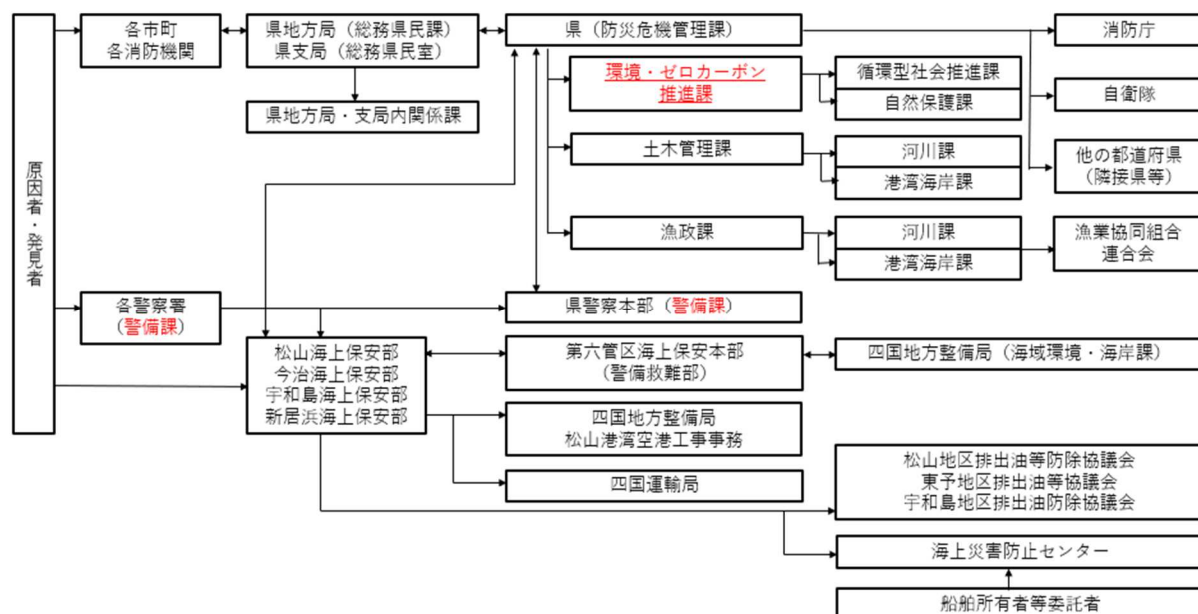 原因者・発見者
各市町
各消防機関
県地方局（総務県民課）
県支局（総務県民室）
県地方局・支局内関係課
県（防災危機管理課）
消防庁
環境・ゼロカーボン
推進課
循環型社会推進課
自然保護課
自衛隊
土木管理課
河川課
港湾海岸課
他の都道府県
（隣接県等）
漁政課
河川課
港湾海岸課
漁業協同組合
連合会
各警察署
（警備課）
県警察本部（警備課）
松山海上保安部
今治海上保安部
宇和島海上保安部
新居浜海上保安部
第六管区海上保安本部
（警備救難部）
四国地方整備局（海域環境・海岸課）
四国地方整備局
松山港湾空港工事事務
四国運輸局
松山地区排出油等防除協議会
東予地区排出油等協議会
宇和島地区排出油防除協議会
海上災害防止センター
船舶所有者等委託者